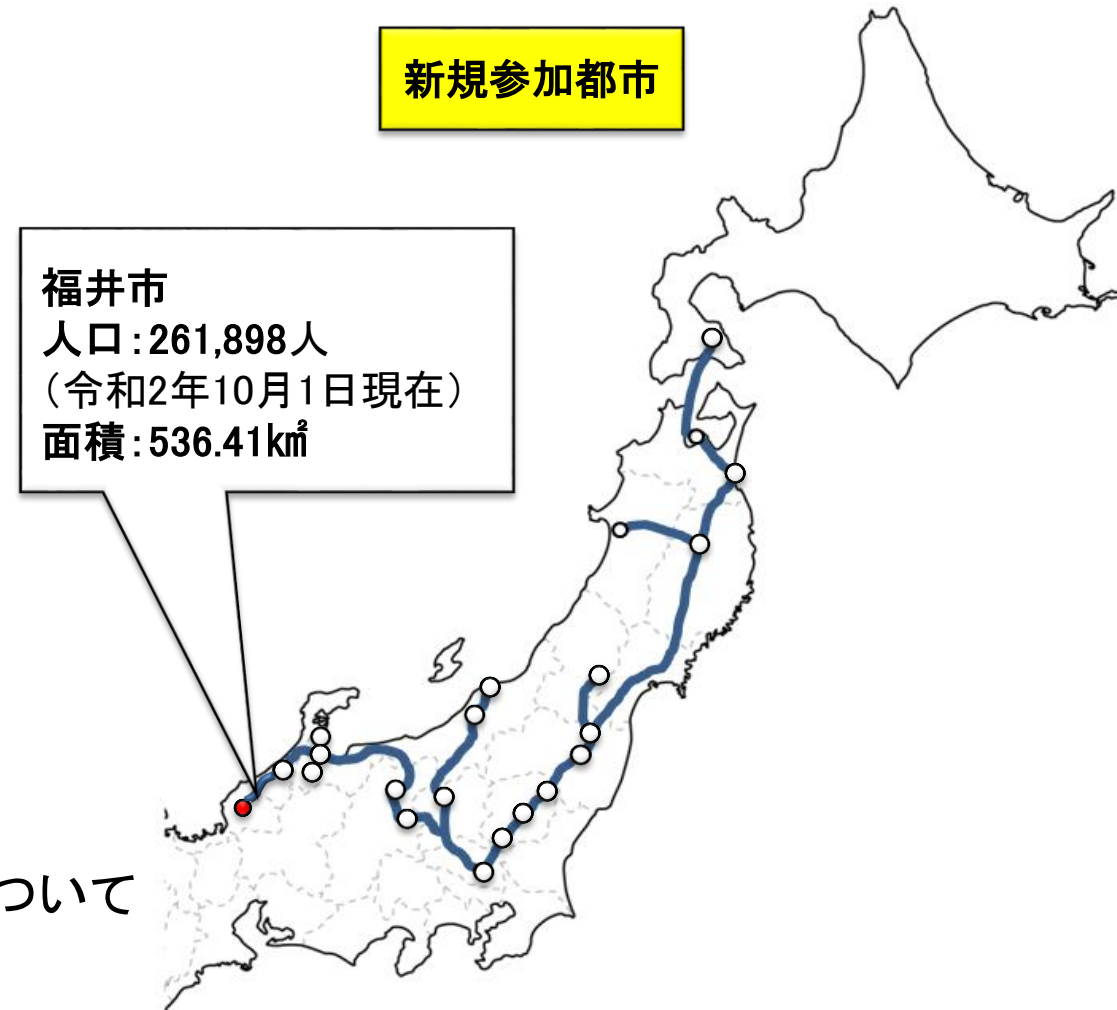 新規参加都市
福井市
人口：261,898人
（令和2年10月1日現在）
面積：536.41㎢
ついて